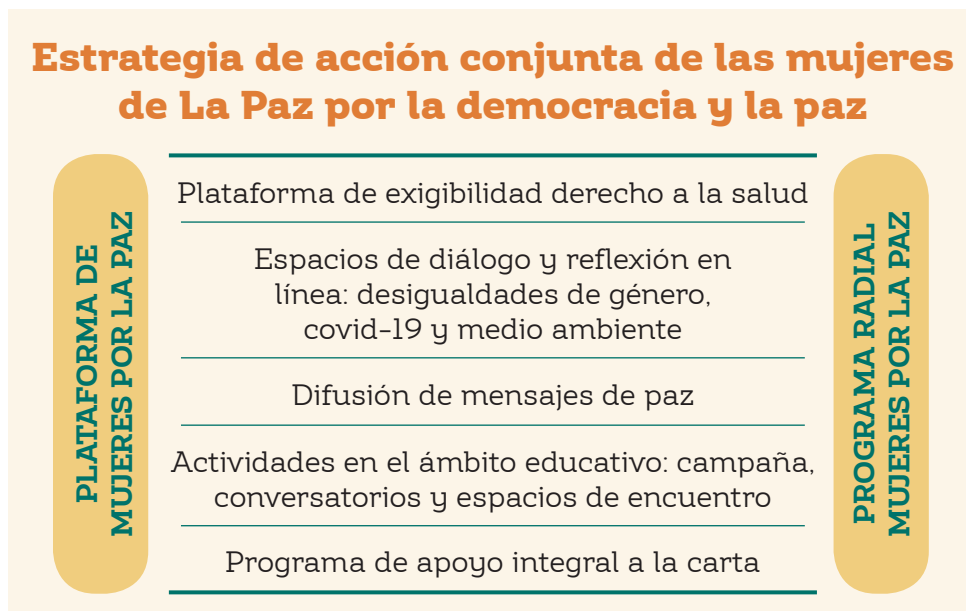 Estrategia de acción conjunta de las mujeres
de La Paz por la democracia y la paz
PLATAFORMA DE
MUJERES POR LA PAZ
Plataforma de exigibilidad derecho a la salud
Espacios de diálogo y reflexión en
línea: desigualdades de género,
covid-19 y medio ambiente
Difusión de mensajes de paz
Actividades en el ámbito educativo: campaña,
conversatorios y espacios de encuentro
Programa de apoyo integral a la carta
PROGRAMA RADIAL
MUJERES POR LA PAZ